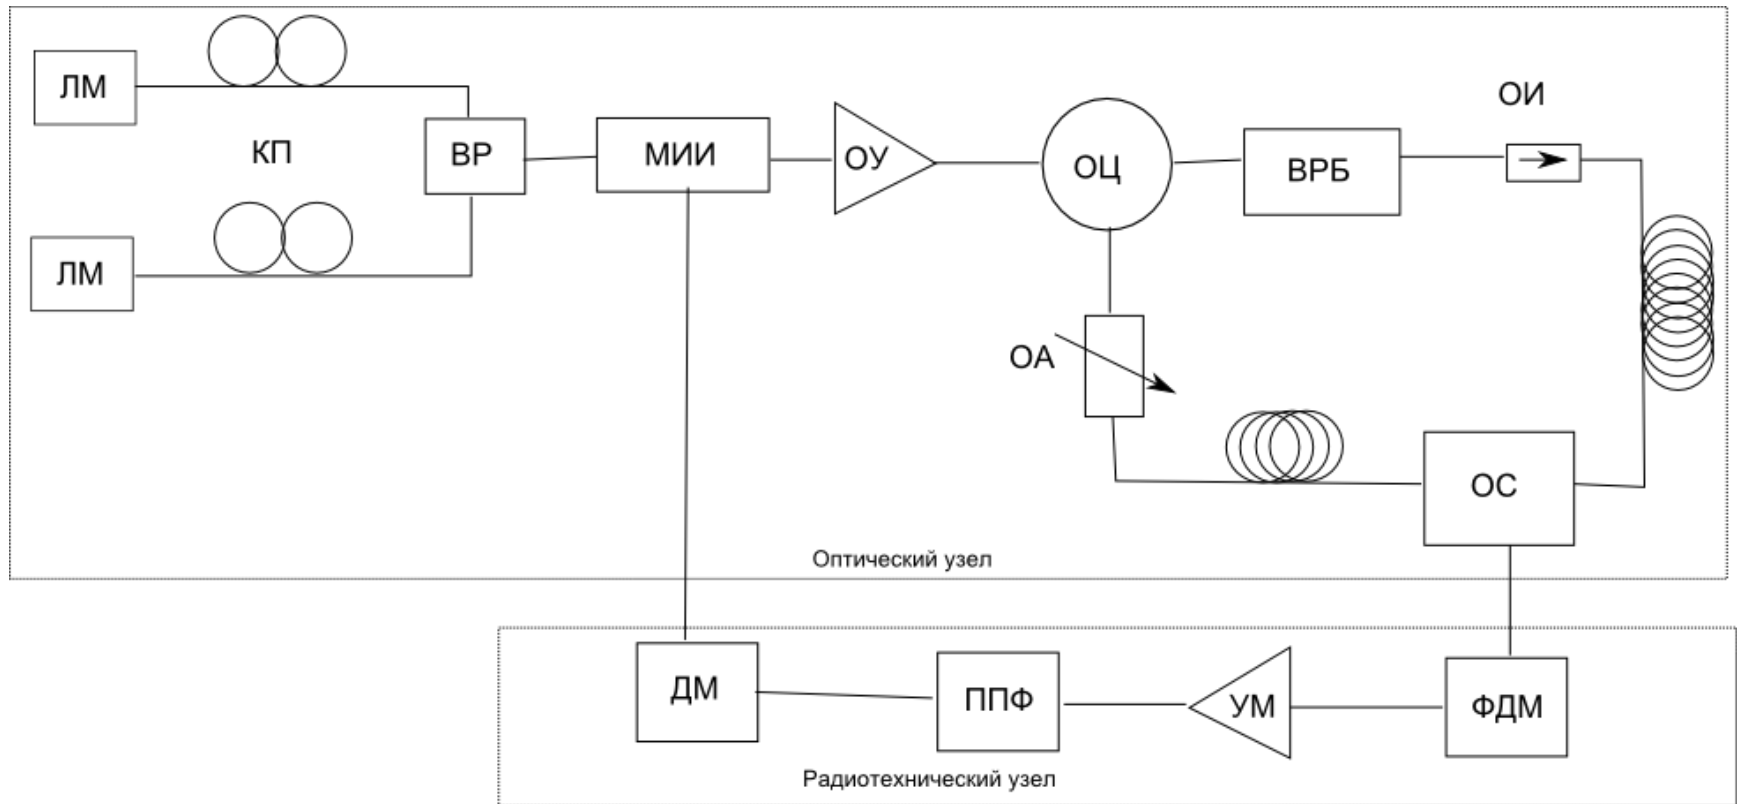 ЛМ
КП
ЛМ
ВР
МИИ
ОУ
ОЦ
ВРБ
ОИ
ОА
ОС
Оптический узел
ДМ
ППФ
УМ
ФДМ
Радиотехнический узел